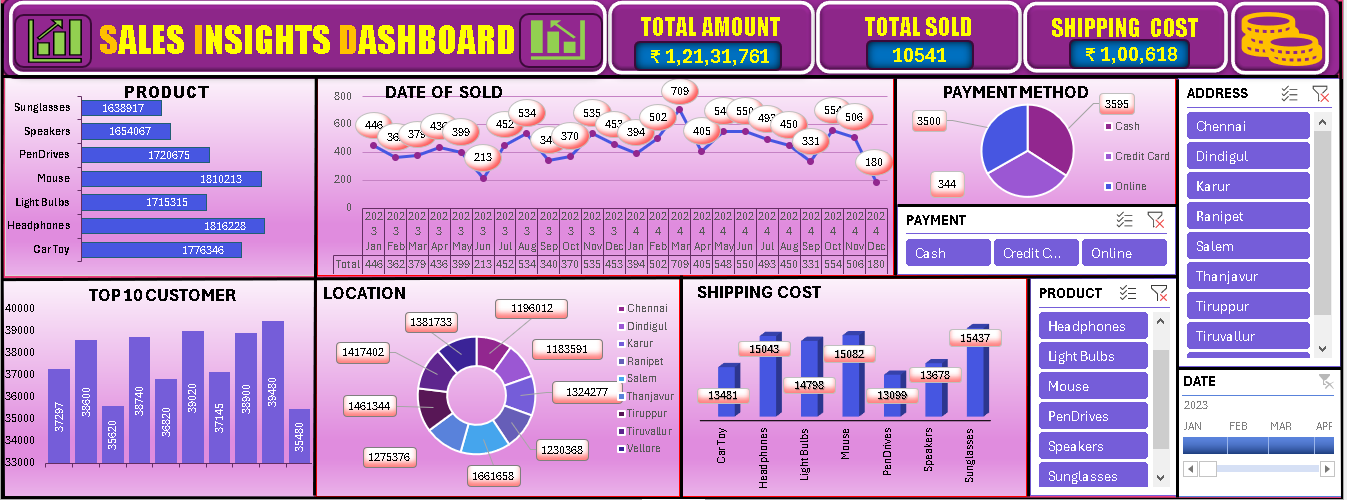 SALES INSIGHTS DASHBOARD
TOTAL AMOUNT
₹ 1,21,31,761
TOTAL SOLD
10541
SHIPPING COST
₹ 1,00,618
PRODUCT
Sunglasses 1638917
Speakers 1654067
PenDrives 1720675
Mouse 1810213
Light Bulbs 1715315
Headphones 1816228
Car Toy 1776346
DATE OF SOLD
800
600
400
200
0
446 379 399 213 452 534 370 535 453 394 502 709 405 450 331 506 180
2023 2023 2023 2023 2023 2023 2023 2023 2023 2023 2023 2023 2024 2024 2024 2024 2024 2024 2024 2024 2024 2024 2024 2024
Jan Feb Mar Apr May Jun Jul Aug Sep Oct Nov Dec Jan Feb Mar Apr May Jun Jul Aug Sep Oct Nov Dec
Total 446 362 379 436 399 213 452 534 340 370 535 453 394 502 709 405 548 550 493 450 331 554 506 180
PAYMENT METHOD
3500
3595
344
Cash
Credit Card
Online
PAYMENT
Cash
Credit C...
Online
ADDRESS
Chennai
Dindigul
Karur
Ranipet
Salem
Thanjavur
Tiruppur
Tiruvallur
TOP 10 CUSTOMER
40000
39000
38000
37000
36000
35000
34000
33000
37297
38600
35620
38740
36820
39020
37145
38900
39480
35480
LOCATION
1196012
1183591
1324277
1230368
1661658
1275376
1461344
1417402
1381733
Chennai
Dindigul
Karur
Ranipet
Salem
Thanjavur
Tiruppur
Tiruvallur
Vellore
SHIPPING COST
13481
15043
14798
15082
13099
13678
15437
Car Toy
Headphones
Light Bulbs
Mouse
PenDrives
Speakers
Sunglasses
PRODUCT
Headphones
Light Bulbs
Mouse
PenDrives
Speakers
Sunglasses
DATE
2023
JAN FEB MAR APR